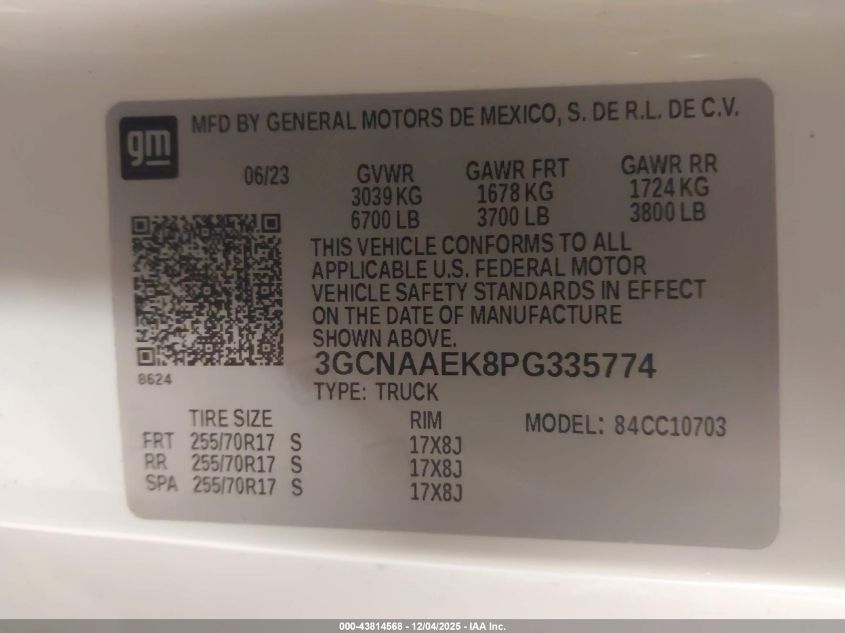 gm
MFD BY GENERAL MOTORS DE MEXICO, S. DE R.L. DE C.V.
06/23 GVWR GAWR FRT GAWR RR
3039 KG 1678 KG 1724 KG
6700 LB 3700 LB 3800 LB
THIS VEHICLE CONFORMS TO ALL
APPLICABLE U.S. FEDERAL MOTOR
VEHICLE SAFETY STANDARDS IN EFFECT
ON THE DATE OF MANUFACTURE
SHOWN ABOVE.
3GCNAAEK8PG335774
8624
TYPE: TRUCK
TIRE SIZE RIM MODEL: 84CC10703
FRT 255/70R17 S 17X8J
RR 255/70R17 S 17X8J
SPA 255/70R17 S 17X8J
000-43814568 - 12/04/2025 - IAA Inc.